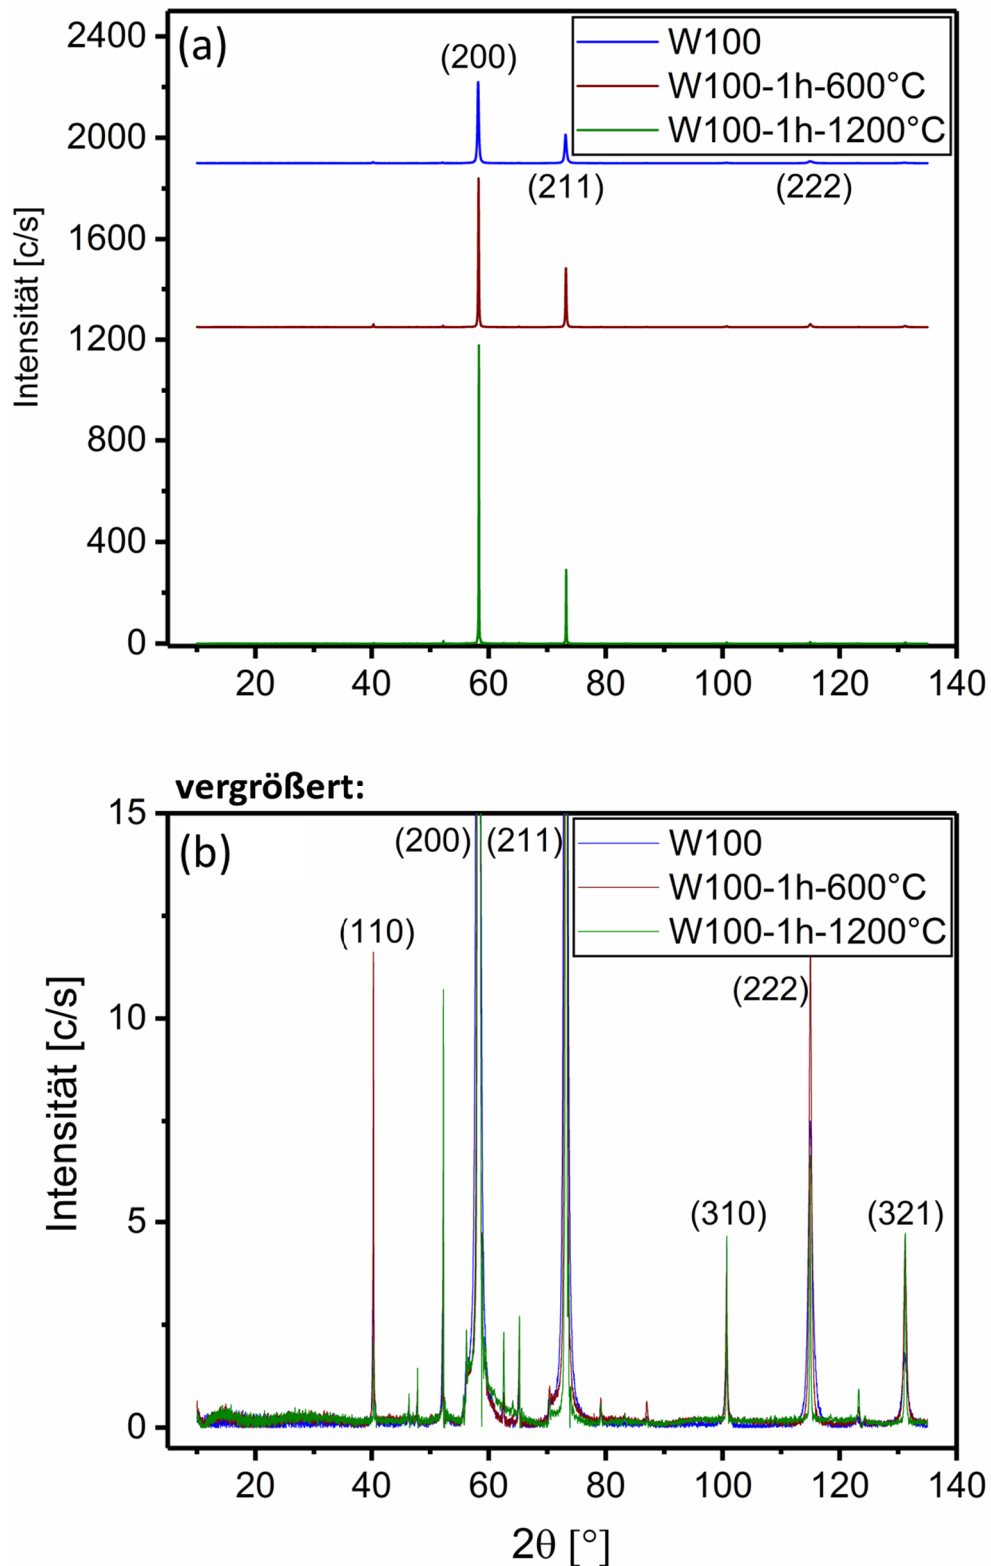 (a)
W100
W100-1h-600°C
W100-1h-1200°C
(200)
(211)
(222)
Intensität [c/s]
2400
2000
1600
1200
800
400
0
20 40 60 80 100 120 140
vergrößert:
(b)
W100
W100-1h-600°C
W100-1h-1200°C
(200) (211)
(110)
(222)
(310) (321)
Intensität [c/s]
15
10
5
0
20 40 60 80 100 120 140
2θ [°]